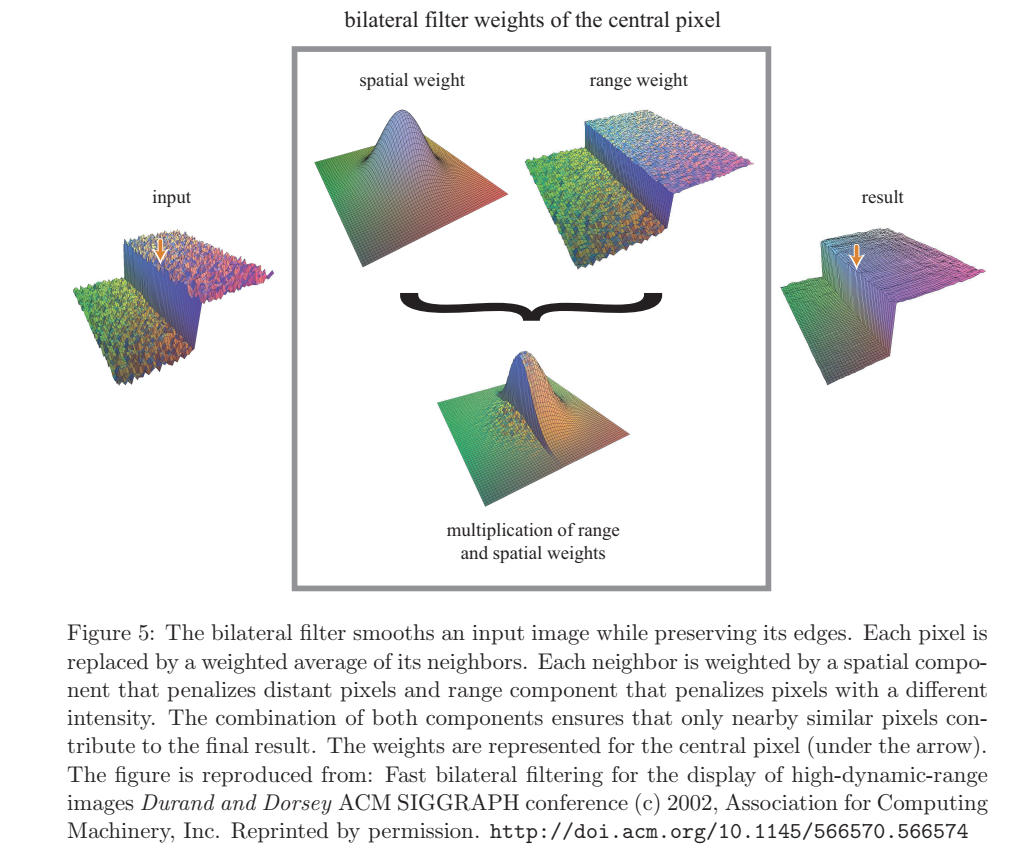 bilateral filter weights of the central pixel
spatial weight
range weight
input
result
multiplication of range
and spatial weights
Figure 5: The bilateral filter smooths an input image while preserving its edges. Each pixel is
replaced by a weighted average of its neighbors. Each neighbor is weighted by a spatial compo-
nent that penalizes distant pixels and range component that penalizes pixels with a different
intensity. The combination of both components ensures that only nearby similar pixels con-
tribute to the final result. The weights are represented for the central pixel (under the arrow).
The figure is reproduced from: Fast bilateral filtering for the display of high-dynamic-range
images Durand and Dorsey ACM SIGGRAPH conference (c) 2002, Association for Computing
Machinery, Inc. Reprinted by permission. http://doi.acm.org/10.1145/566570.566574